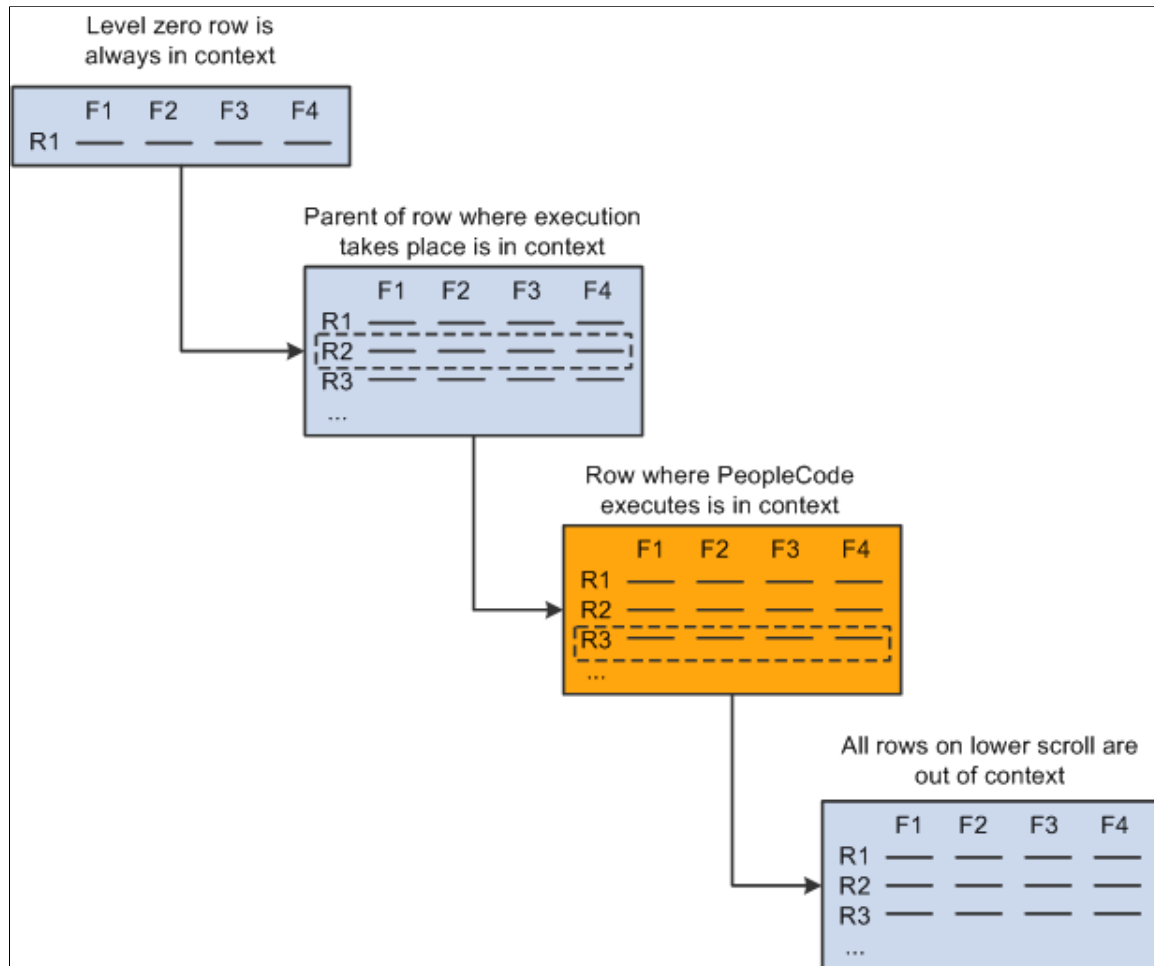 Level zero row is
always in context
F1 F2 F3 F4
R1
Parent of row where execution
takes place is in context
F1 F2 F3 F4
R1
R2
R3
...
Row where PeopleCode
executes is in context
F1 F2 F3 F4
R1
R2
R3
...
All rows on lower scroll are
out of context
F1 F2 F3 F4
R1
R2
R3
...